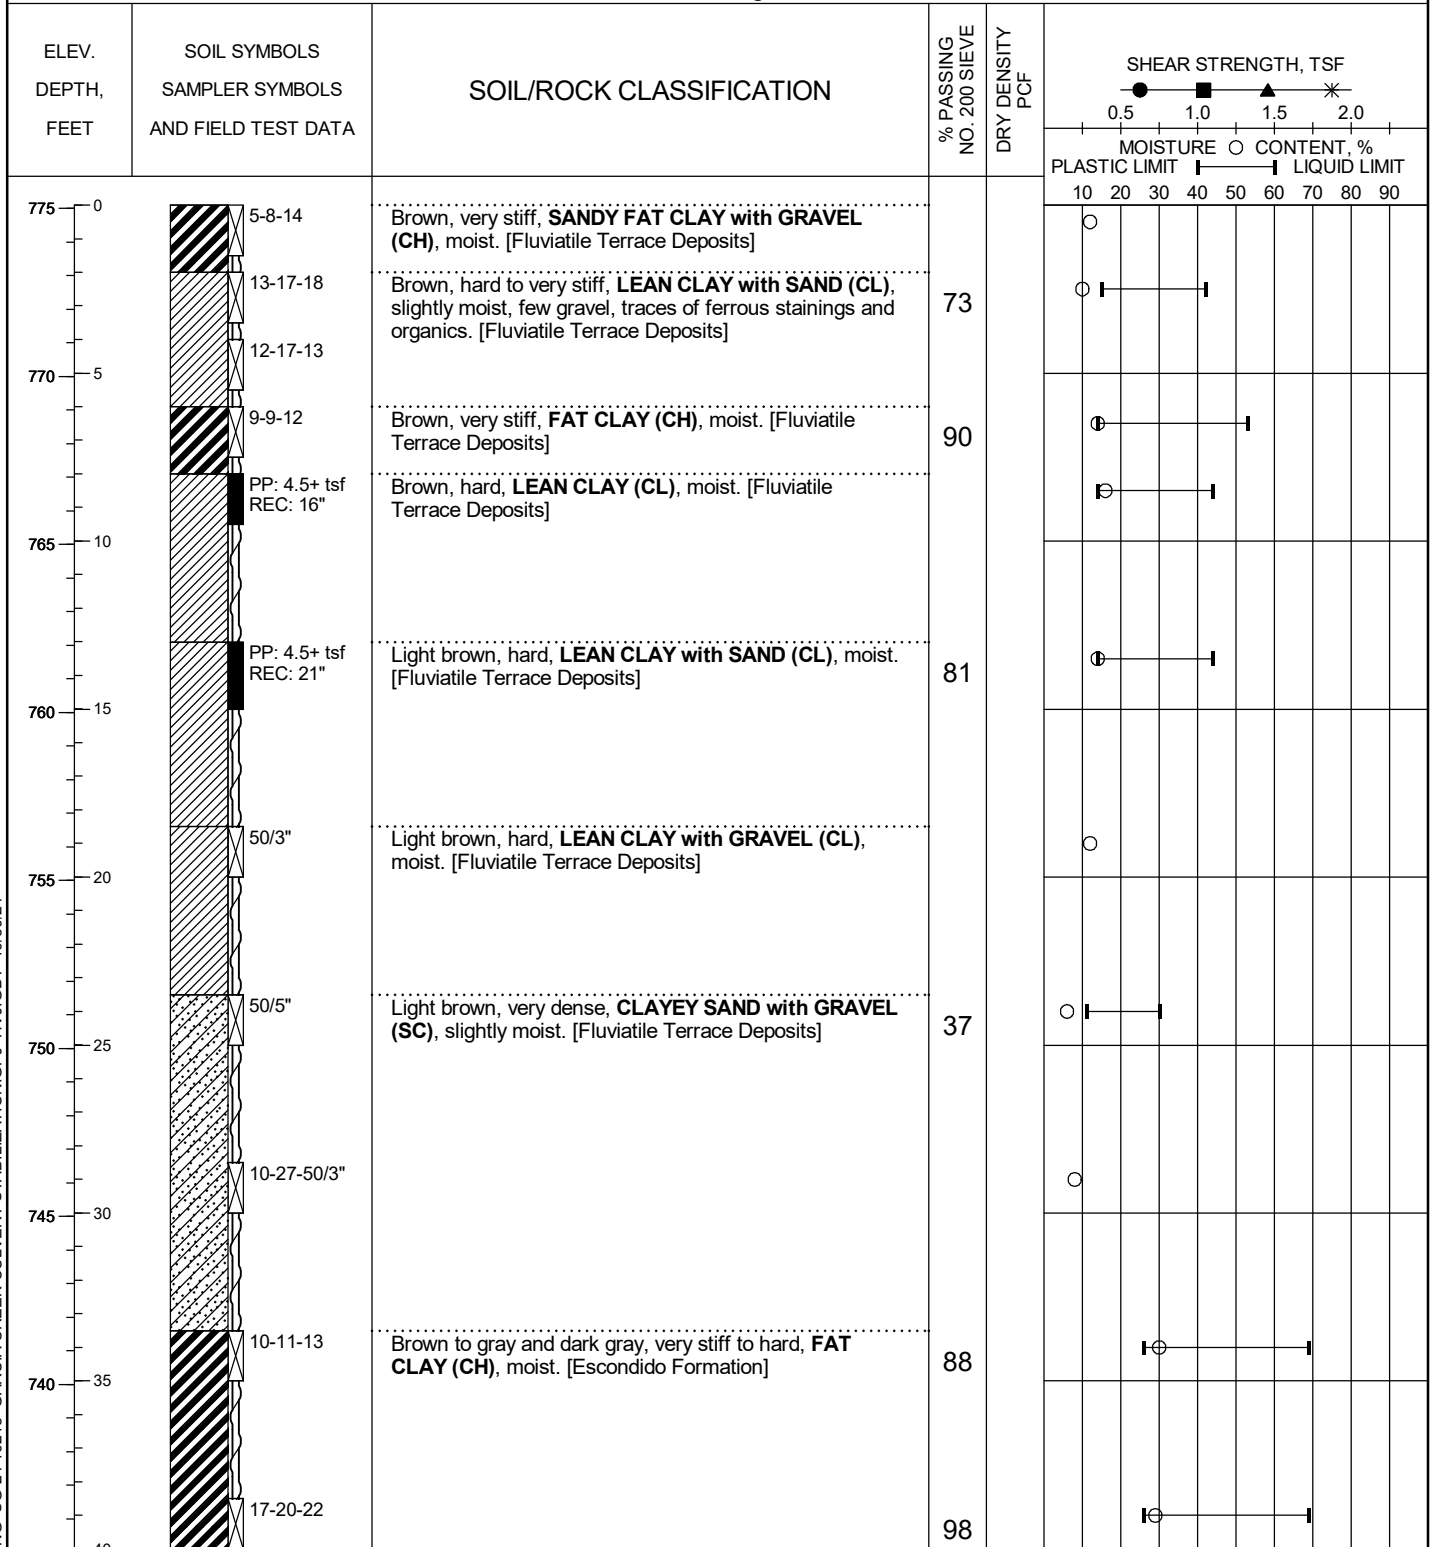 ELEV.
DEPTH,
FEET
SOIL SYMBOLS
SAMPLER SYMBOLS
AND FIELD TEST DATA
SOIL/ROCK CLASSIFICATION
% PASSING
NO. 200 SIEVE
DRY DENSITY
PCF
SHEAR STRENGTH, TSF
0.5 1.0 1.5 2.0
MOISTURE CONTENT, %
PLASTIC LIMIT LIQUID LIMIT
10 20 30 40 50 60 70 80 90
775 0
5-8-14
Brown, very stiff, SANDY FAT CLAY with GRAVEL
(CH), moist. [Fluviatile Terrace Deposits]
13-17-18
Brown, hard to very stiff, LEAN CLAY with SAND (CL),
slightly moist, few gravel, traces of ferrous stainings and
organics. [Fluviatile Terrace Deposits]
73
12-17-13
770 5
9-9-12
Brown, very stiff, FAT CLAY (CH), moist. [Fluviatile
Terrace Deposits]
90
PP: 4.5+ tsf
REC: 16"
Brown, hard, LEAN CLAY (CL), moist. [Fluviatile
Terrace Deposits]
765 10
PP: 4.5+ tsf
REC: 21"
Light brown, hard, LEAN CLAY with SAND (CL), moist.
[Fluviatile Terrace Deposits]
81
760 15
50/3"
Light brown, hard, LEAN CLAY with GRAVEL (CL),
moist. [Fluviatile Terrace Deposits]
755 20
50/5"
Light brown, very dense, CLAYEY SAND with GRAVEL
(SC), slightly moist. [Fluviatile Terrace Deposits]
37
750 25
10-27-50/3"
745 30
10-11-13
Brown to gray and dark gray, very stiff to hard, FAT
CLAY (CH), moist. [Escondido Formation]
88
740 35
17-20-22
98